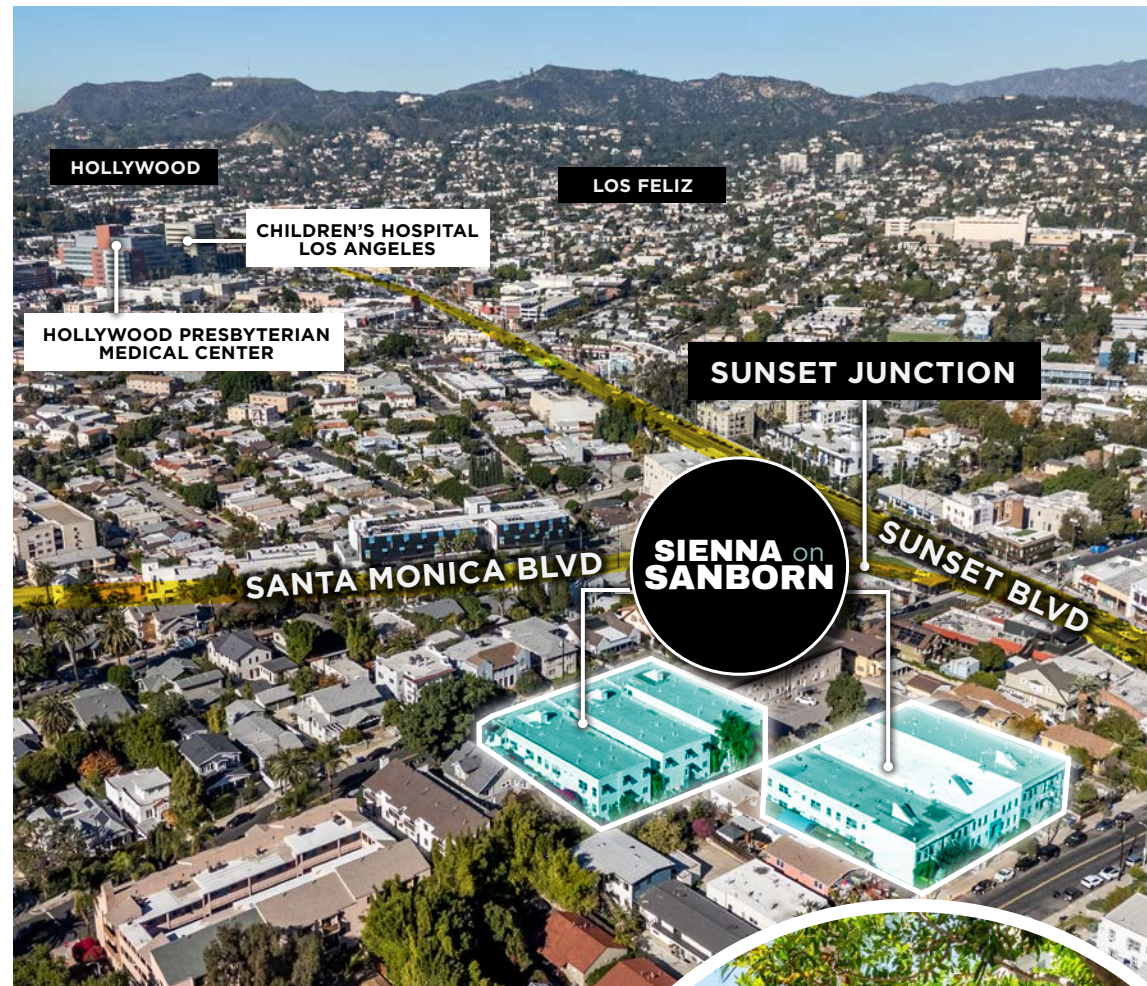 HOLLYWOOD
LOS FELIZ
CHILDREN'S HOSPITAL
LOS ANGELES
HOLLYWOOD PRESBYTERIAN
MEDICAL CENTER
SUNSET JUNCTION
SIENNA on
SANBORN
SANTA MONICA BLVD
SUNSET BLVD